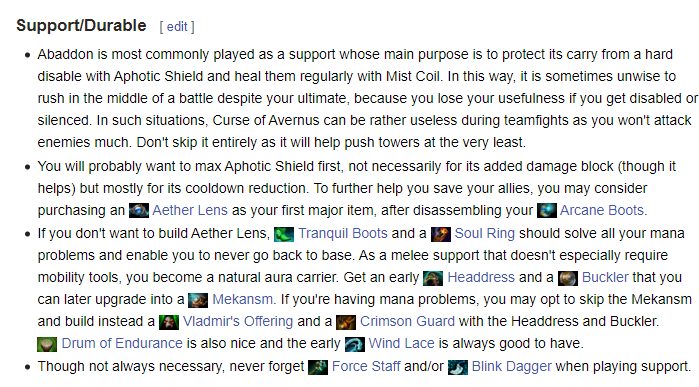 Support/Durable [ edit ]
• Abaddon is most commonly played as a support whose main purpose is to protect its carry from a hard
disable with Aphotic Shield and heal them regularly with Mist Coil. In this way, it is sometimes unwise to
rush in the middle of a battle despite your ultimate, because you lose your usefulness if you get disabled or
silenced. In such situations, Curse of Avernus can be rather useless during teamfights as you won't attack
enemies much. Don't skip it entirely as it will help push towers at the very least.
• You will probably want to max Aphotic Shield first, not necessarily for its added damage block (though it
helps) but mostly for its cooldown reduction. To further help you save your allies, you may consider
purchasing an Aether Lens as your first major item, after disassembling your Arcane Boots.
• If you don't want to build Aether Lens, Tranquil Boots and a Soul Ring should solve all your mana
problems and enable you to never go back to base. As a melee support that doesn't especially require
mobility tools, you become a natural aura carrier. Get an early Headdress and a Buckler that you
can later upgrade into a Mekansm. If you're having mana problems, you may opt to skip the Mekansm
and build instead a Vladmir's Offering and a Crimson Guard with the Headdress and Buckler.
Drum of Endurance is also nice and the early Wind Lace is always good to have.
• Though not always necessary, never forget Force Staff and/or Blink Dagger when playing support.